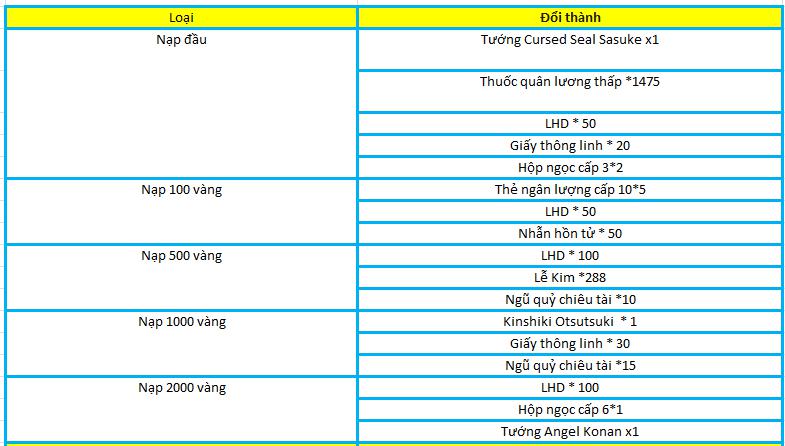 Loại Đổi thành
Nạp đầu Tướng Cursed Seal Sasuke x1
Thuốc quân lương thấp *1475
LHD * 50
Giấy thông linh * 20
Hộp ngọc cấp 3*2
Nạp 100 vàng Thẻ ngân lượng cấp 10*5
LHD * 50
Nhẫn hồn tử * 50
Nạp 500 vàng LHD * 100
Lễ Kim *288
Ngũ quỷ chiêu tài *10
Nạp 1000 vàng Kinshiki Otsutsuki * 1
Giấy thông linh * 30
Ngũ quỷ chiêu tài *15
Nạp 2000 vàng LHD * 100
Hộp ngọc cấp 6*1
Tướng Angel Konan x1